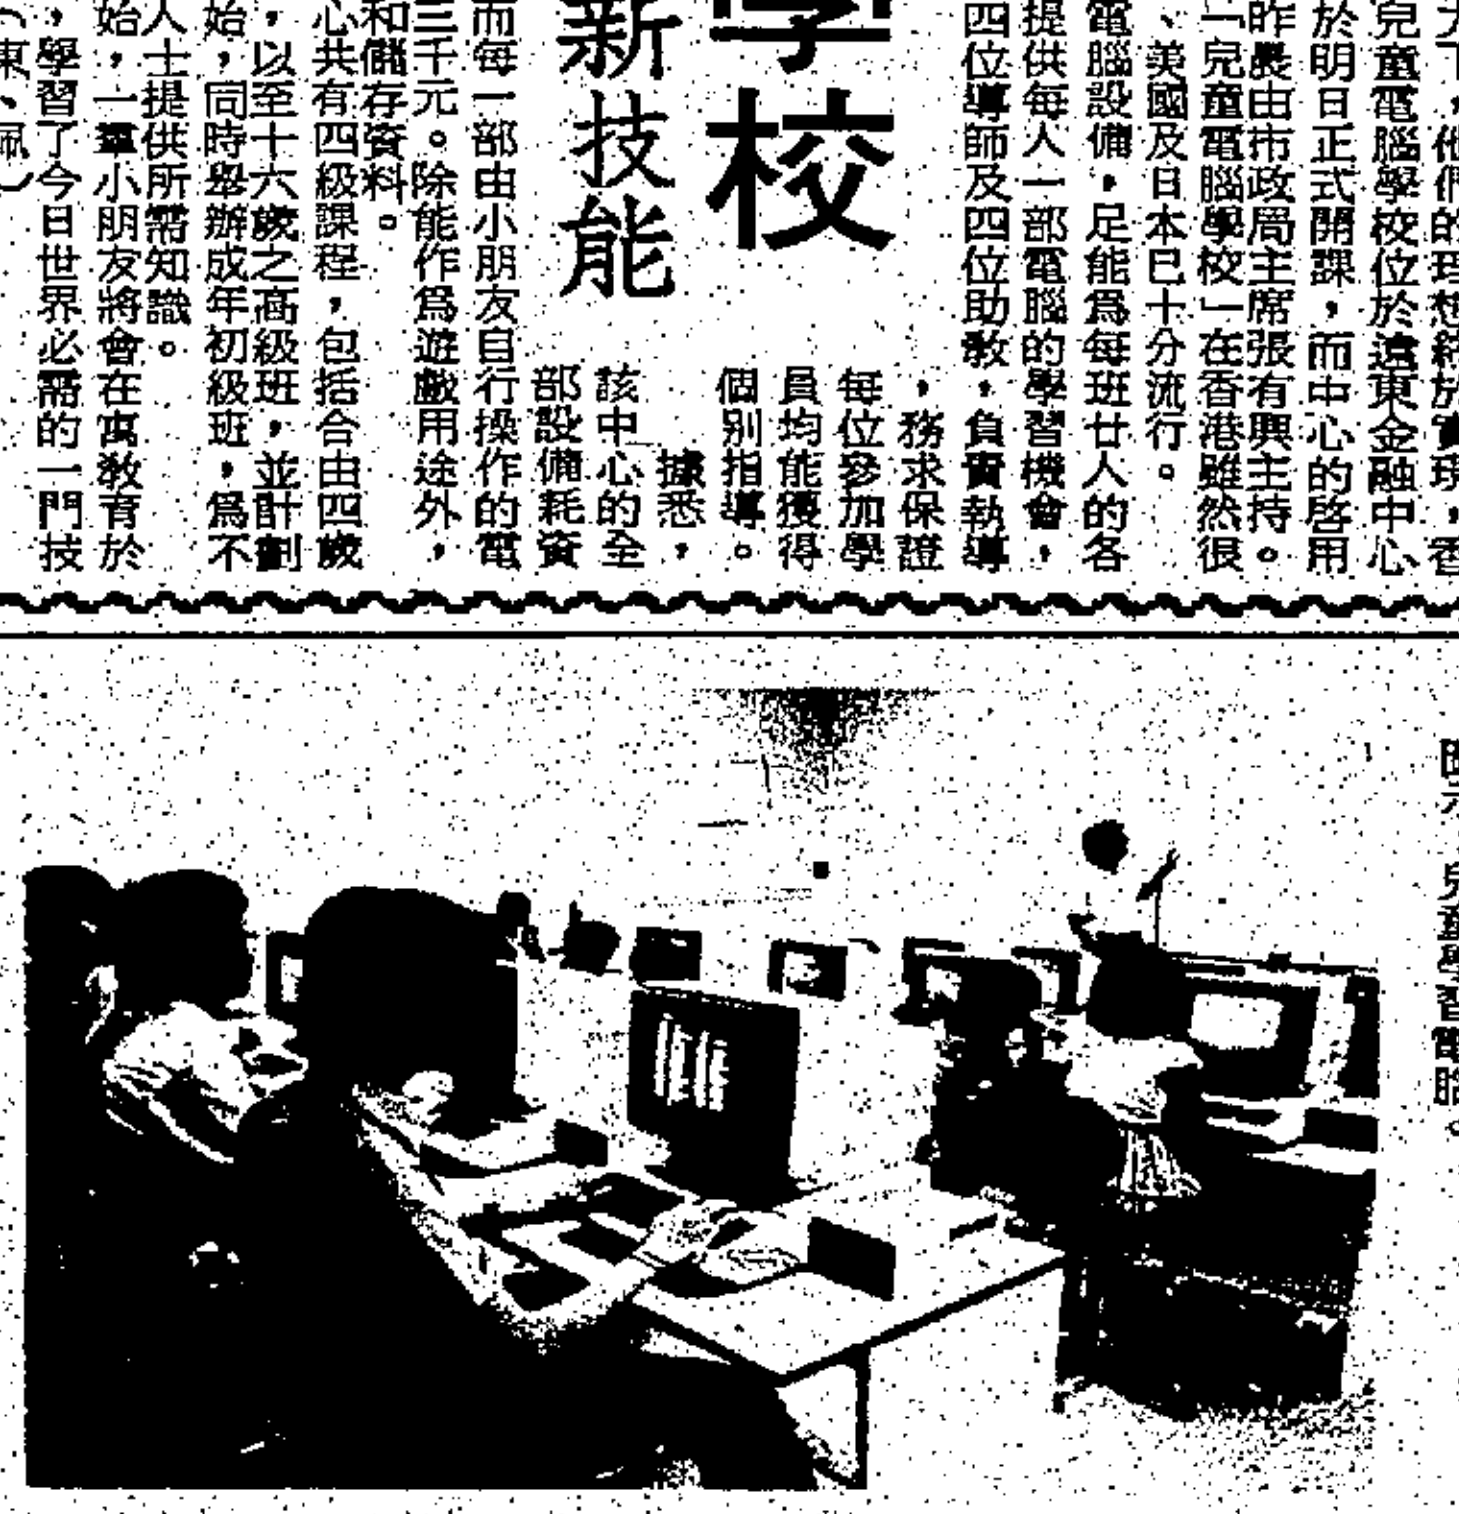 力下，他們的理想終於實現，香
兒童電腦學校位於遠東金融中心
於明日正式開課，而中心的啓用
昨晨由市政局主席張有興主持。
「兒童電腦學校」在香港雖然很
、美國及日本已十分流行。
電腦設備，足能爲每班廿人的各
提供每人一部電腦的學習機會，
四位導師及四位助教，負責執導
，務求保證
每位參加學
員均能獲得
個別指導。
學校
新技能
據悉，
該中心的全
部設備耗資
而每一部由小朋友自行操作的電
三千元。除能作爲遊戲用途外，
和儲存資料。
心共有四級課程，包括合由四歲
，以至十六歲之高級班，並計劃
始，同時舉辦成年初級班，爲不
人士提供所需知識。
始，一羣小朋友將會在寓敎育於
，學習了今日世界必需的一門技
（東、佩）
圖示：兒童學習電腦。